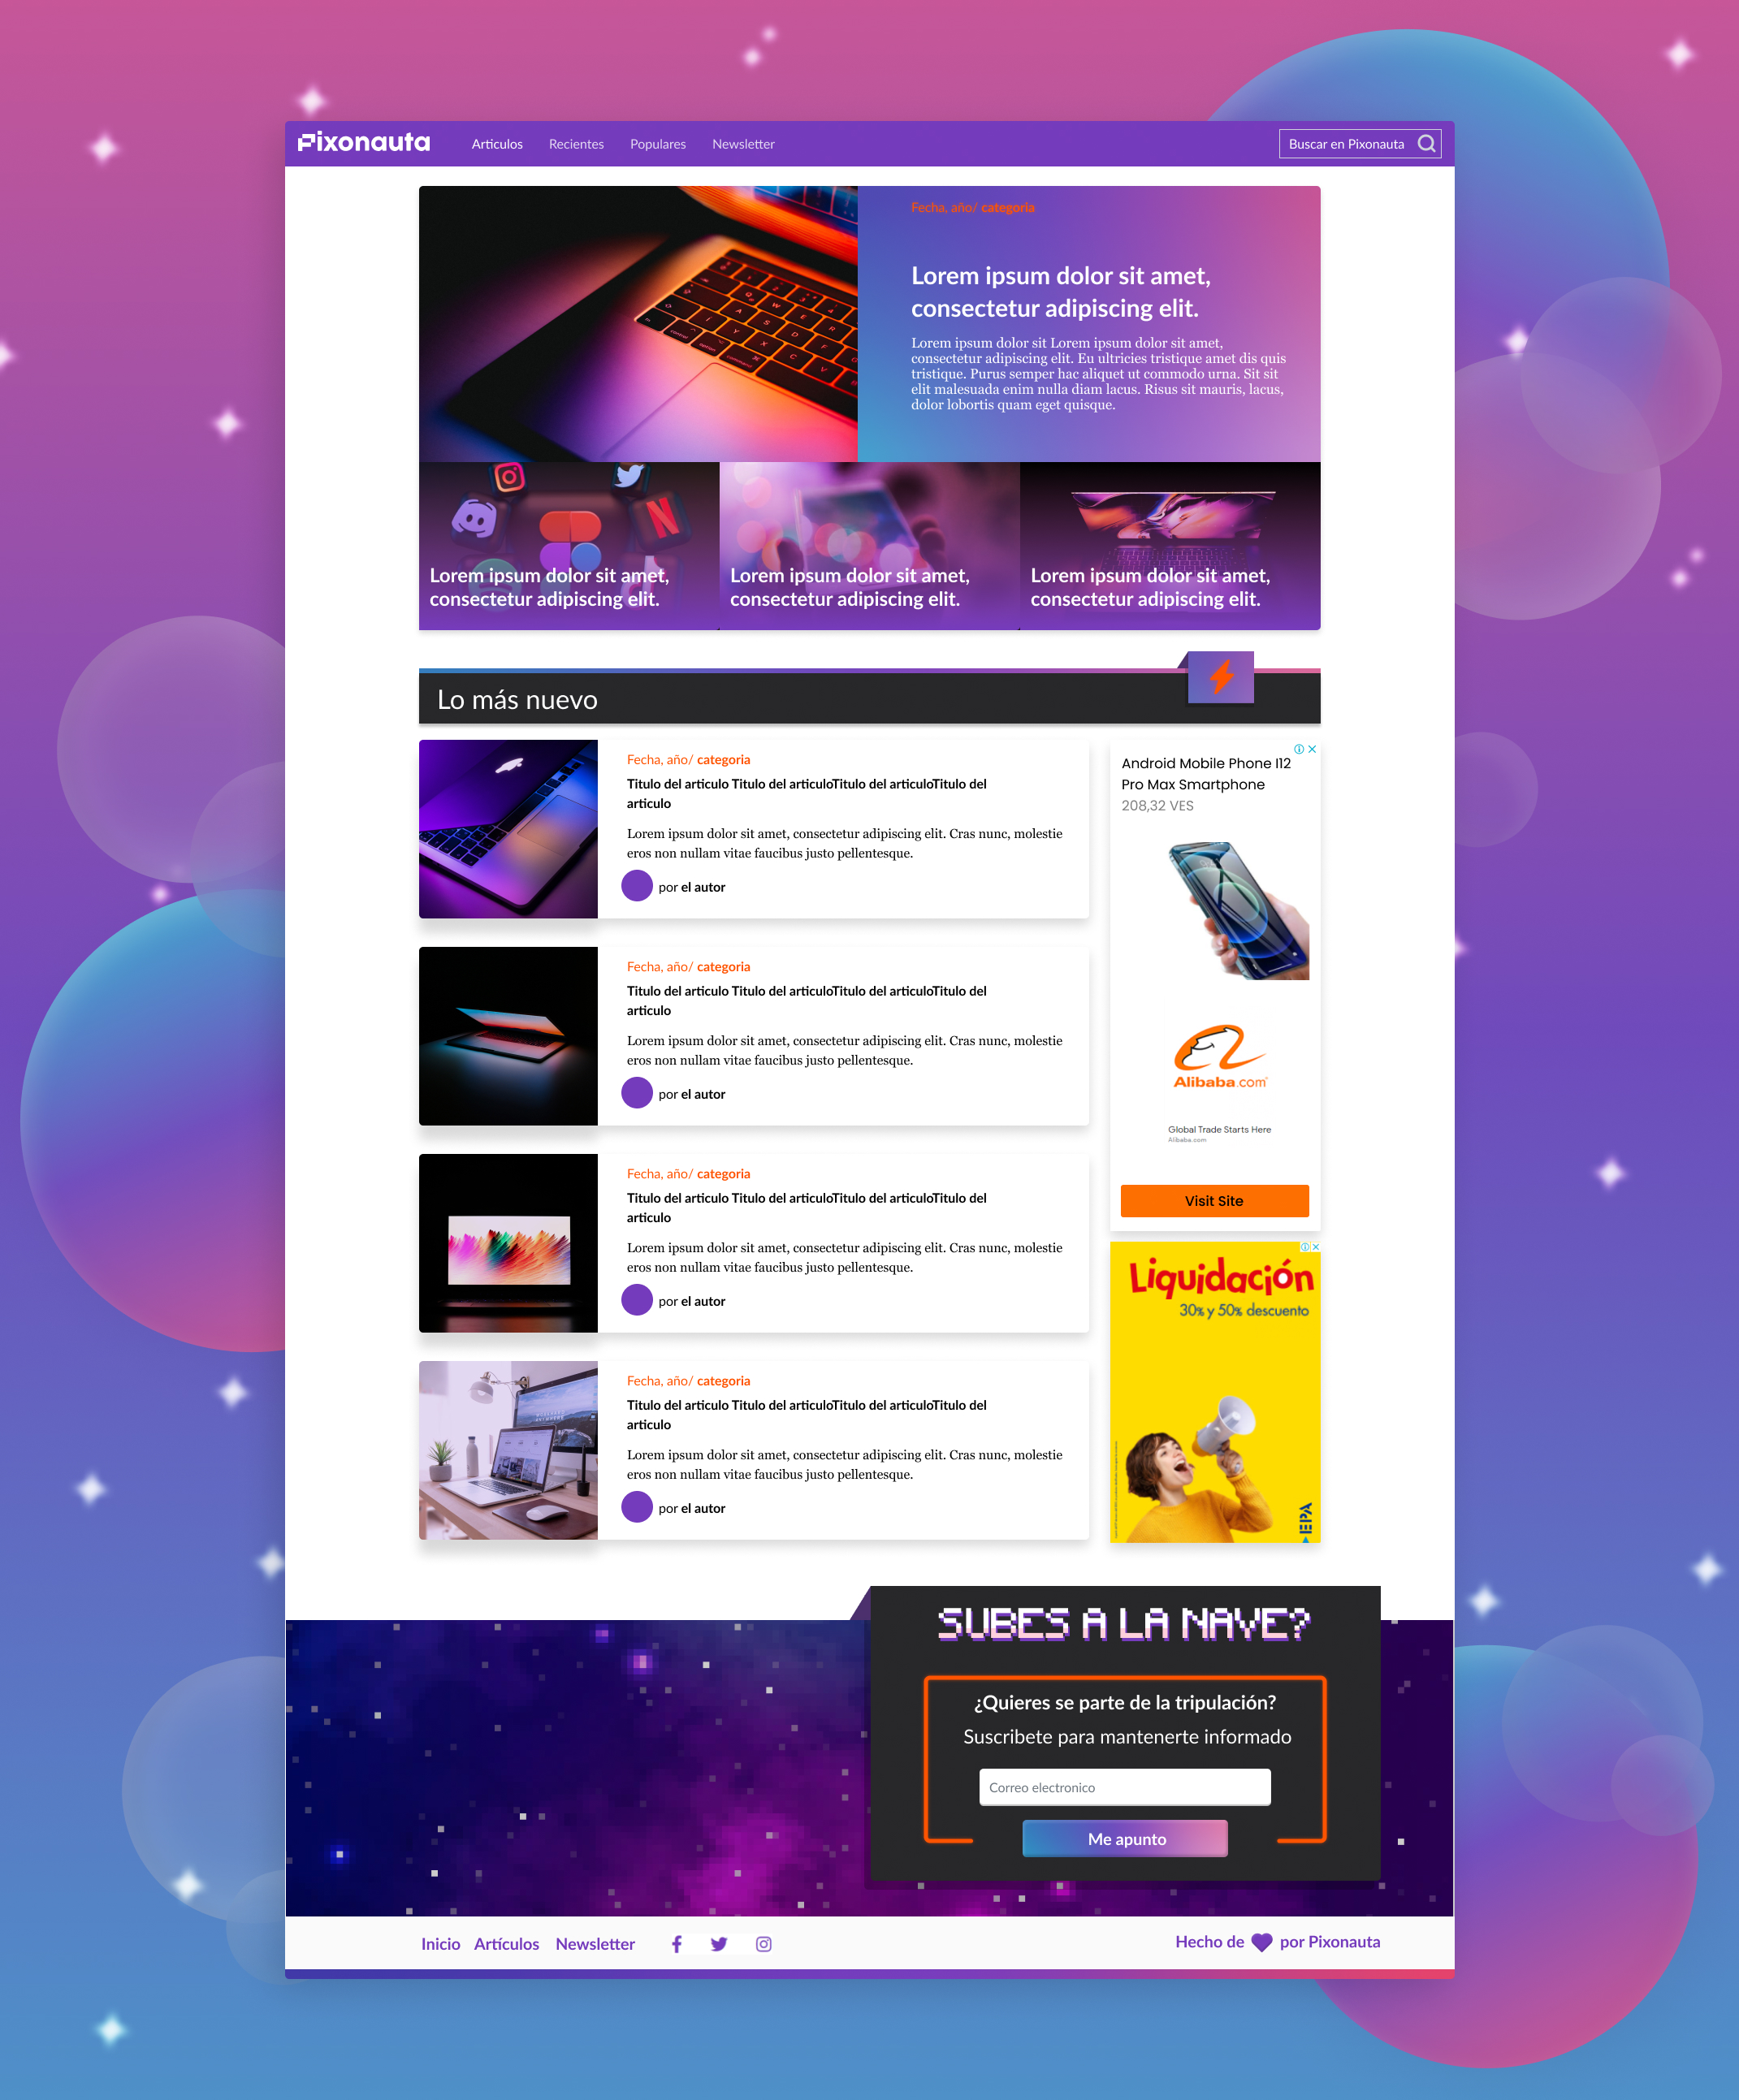 Pixonauta
Artículos Recientes Populares Newsletter
Buscar en Pixonauta
Fecha, año/ categoria
Lorem ipsum dolor sit amet,
consectetur adipiscing elit.
Lorem ipsum dolor sit Lorem ipsum dolor sit amet,
consectetur adipiscing elit. Eu ultricies tristique amet dis quis
tristique. Purus semper hac aliquet ut commodo urna. Sit sit
elit malesuada enim nulla diam lacus. Risus sit mauris, lacus,
dolor lobortis quam eget quisque.
Lorem ipsum dolor sit amet,
consectetur adipiscing elit.
Lorem ipsum dolor sit amet,
consectetur adipiscing elit.
Lorem ipsum dolor sit amet,
consectetur adipiscing elit.
Lo más nuevo
Fecha, año/ categoria
Titulo del articulo Titulo del articuloTitulo del articuloTitulo del
articulo
Lorem ipsum dolor sit amet, consectetur adipiscing elit. Cras nunc, molestie
eros non nullam vitae faucibus justo pellentesque.
por el autor
Fecha, año/ categoria
Titulo del articulo Titulo del articuloTitulo del articuloTitulo del
articulo
Lorem ipsum dolor sit amet, consectetur adipiscing elit. Cras nunc, molestie
eros non nullam vitae faucibus justo pellentesque.
por el autor
Fecha, año/ categoria
Titulo del articulo Titulo del articuloTitulo del articuloTitulo del
articulo
Lorem ipsum dolor sit amet, consectetur adipiscing elit. Cras nunc, molestie
eros non nullam vitae faucibus justo pellentesque.
por el autor
Fecha, año/ categoria
Titulo del articulo Titulo del articuloTitulo del articuloTitulo del
articulo
Lorem ipsum dolor sit amet, consectetur adipiscing elit. Cras nunc, molestie
eros non nullam vitae faucibus justo pellentesque.
por el autor
Android Mobile Phone I12
Pro Max Smartphone
208,32 VES
Alibaba.com
Global Trade Starts Here
Alibaba.com
Visit Site
Liquidación
30% y 50% descuento
EPA
SUBES A LA NAVE?
¿Quieres se parte de la tripulación?
Suscribete para mantenerte informado
Correo electronico
Me apunto
Inicio Artículos Newsletter
Hecho de por Pixonauta